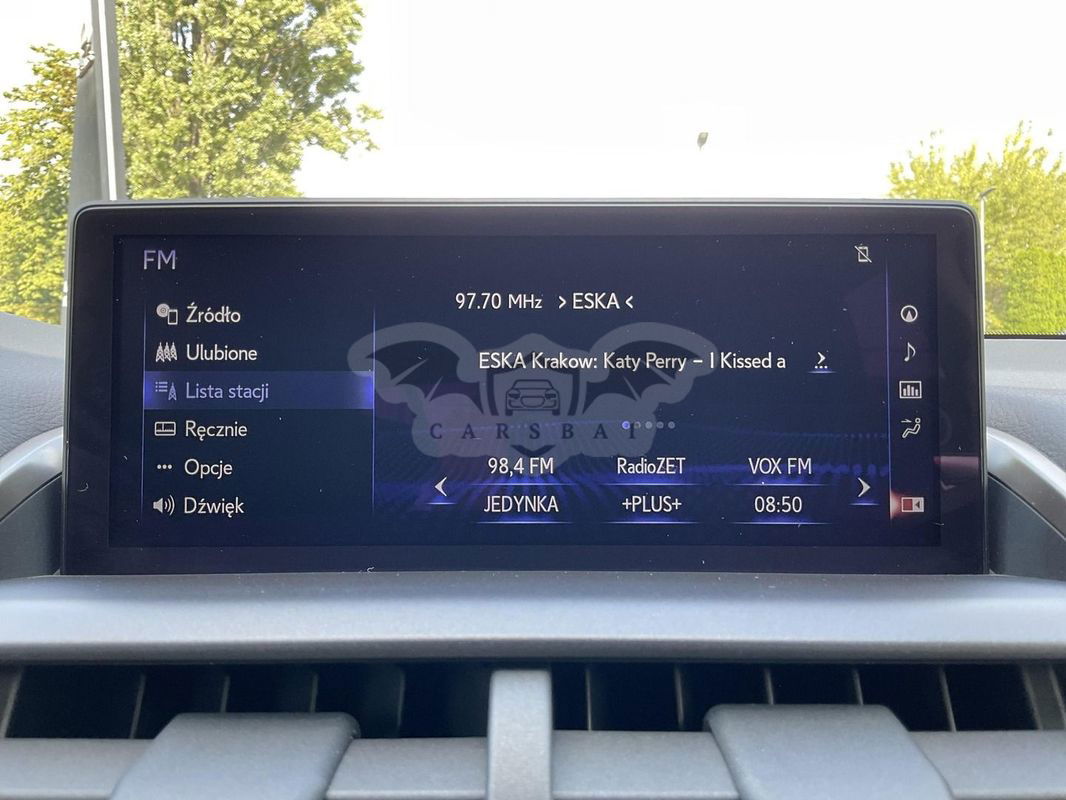 FM
97.70 MHz >ESKA<
Źródło
Ulubione
ESKA Krakow: Katy Perry – I Kissed a
Lista stacji
Ręcznie
Opcje
Dźwięk
CARSBAT
98,4 FM RadioZET VOX FM
JEDYNKA +PLUS+ 08:50